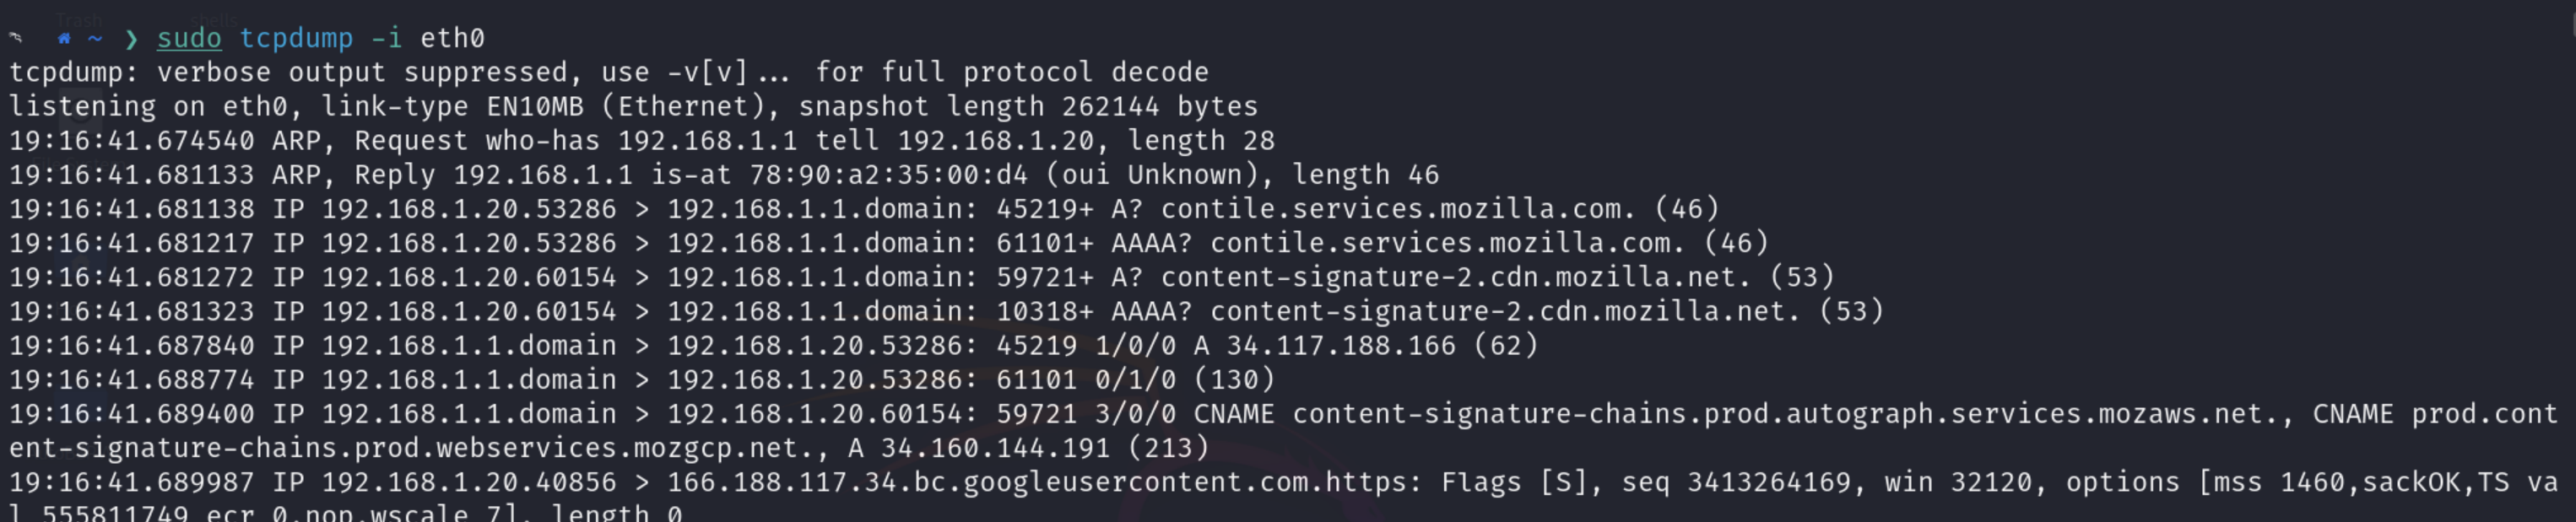 Trash shells
~ ❯ sudo tcpdump -i eth0
tcpdump: verbose output suppressed, use -v[v]... for full protocol decode
listening on eth0, link-type EN10MB (Ethernet), snapshot length 262144 bytes
19:16:41.674540 ARP, Request who-has 192.168.1.1 tell 192.168.1.20, length 28
19:16:41.681133 ARP, Reply 192.168.1.1 is-at 78:90:a2:35:00:d4 (oui Unknown), length 46
19:16:41.681138 IP 192.168.1.20.53286 > 192.168.1.1.domain: 45219+ A? contile.services.mozilla.com. (46)
19:16:41.681217 IP 192.168.1.20.53286 > 192.168.1.1.domain: 61101+ AAAA? contile.services.mozilla.com. (46)
19:16:41.681272 IP 192.168.1.20.60154 > 192.168.1.1.domain: 59721+ A? content-signature-2.cdn.mozilla.net. (53)
19:16:41.681323 IP 192.168.1.20.60154 > 192.168.1.1.domain: 10318+ AAAA? content-signature-2.cdn.mozilla.net. (53)
19:16:41.687840 IP 192.168.1.1.domain > 192.168.1.20.53286: 45219 1/0/0 A 34.117.188.166 (62)
19:16:41.688774 IP 192.168.1.1.domain > 192.168.1.20.53286: 61101 0/1/0 (130)
19:16:41.689400 IP 192.168.1.1.domain > 192.168.1.20.60154: 59721 3/0/0 CNAME content-signature-chains.prod.autograph.services.mozaws.net., CNAME prod.cont
ent-signature-chains.prod.webservices.mozgcp.net., A 34.160.144.191 (213)
19:16:41.689987 IP 192.168.1.20.40856 > 166.188.117.34.bc.googleusercontent.com.https: Flags [S], seq 3413264169, win 32120, options [mss 1460,sackOK,TS va
l 555811749 ecr 0,nop,wscale 7], length 0